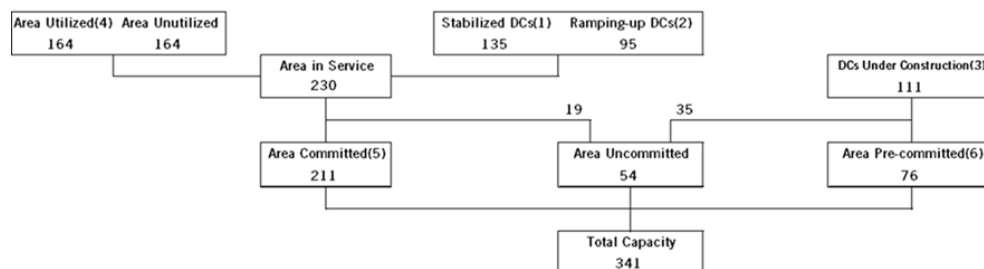 Area Utilized(4) Area Unutilized
164 164
Stabilized DCs(1) Ramping-up DCs(2)
135 95
Area in Service
230
DCs Under Construction(3)
111
19 35
Area Committed(5)
211
Area Uncommitted
54
Area Pre-committed(6)
76
Total Capacity
341